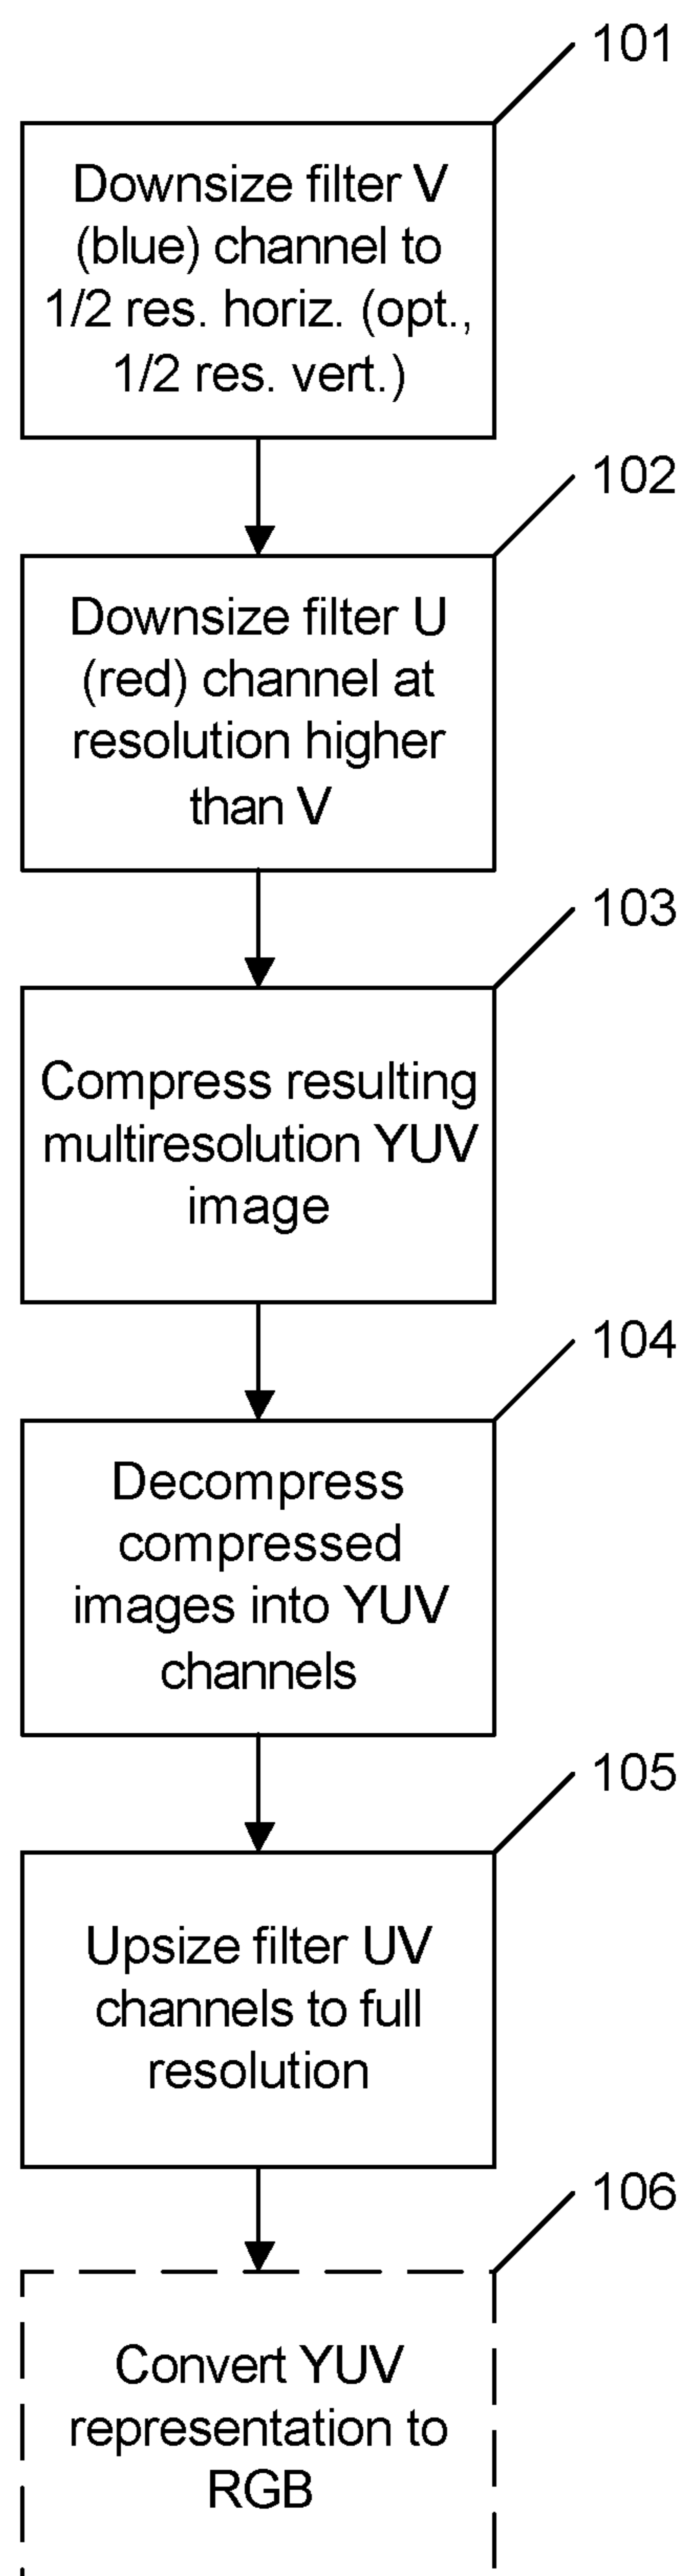 101
Downsize filter V
(blue) channel to
1/2 res. horiz. (opt.,
1/2 res. vert.)
102
Downsize filter U
(red) channel at
resolution higher
than V
103
Compress resulting
multiresolution YUV
image
104
Decompress
compressed
images into YUV
channels
105
Upsize filter UV
channels to full
resolution
106
Convert YUV
representation to
RGB